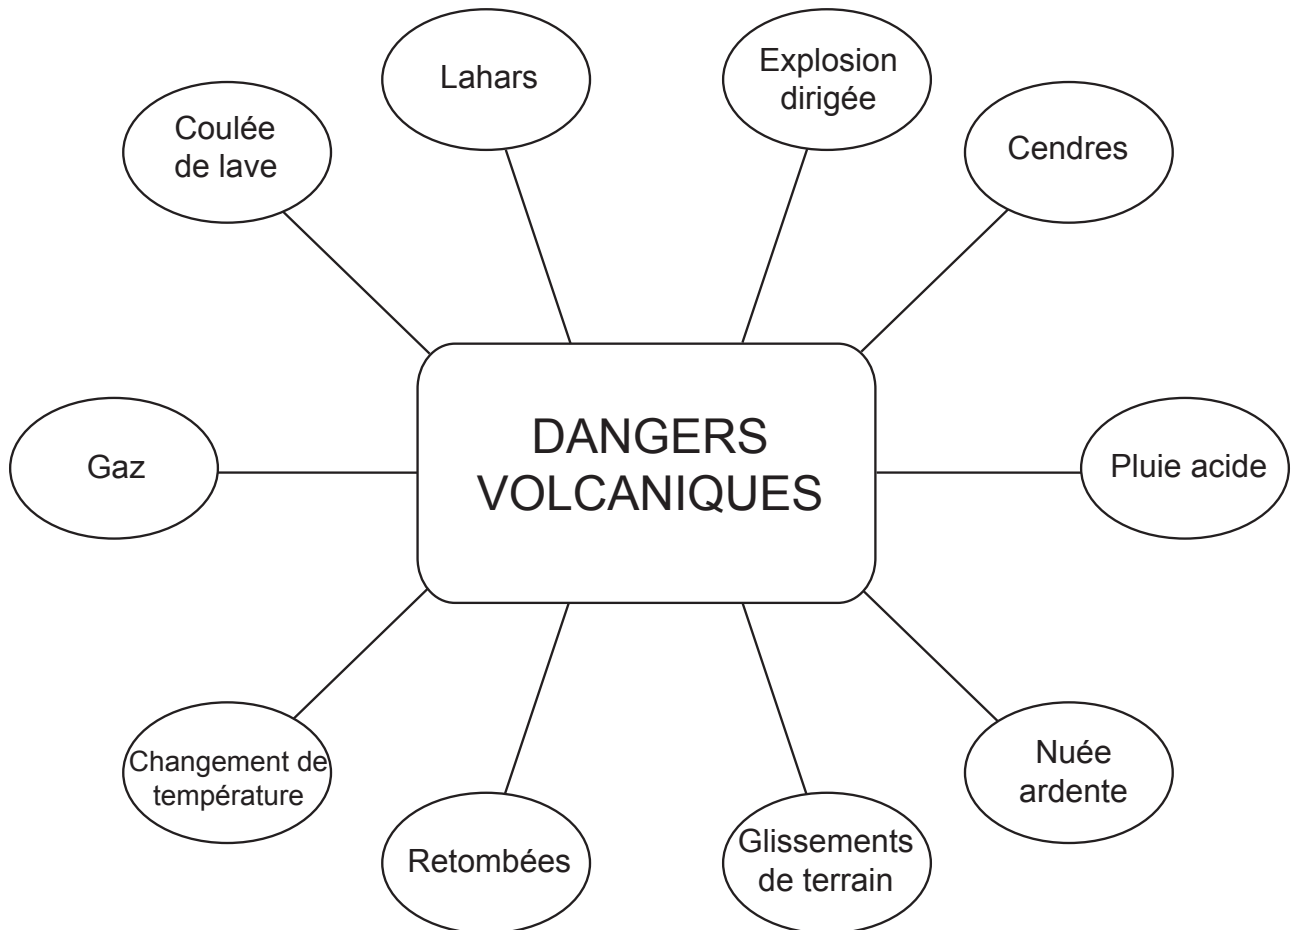 Lahars
Explosion
dirigée
Coulée
de lave
Cendres
Gaz
DANGERS
VOLCANIQUES
Pluie acide
Changement de
température
Retombées
Glissements
de terrain
Nuée
ardente